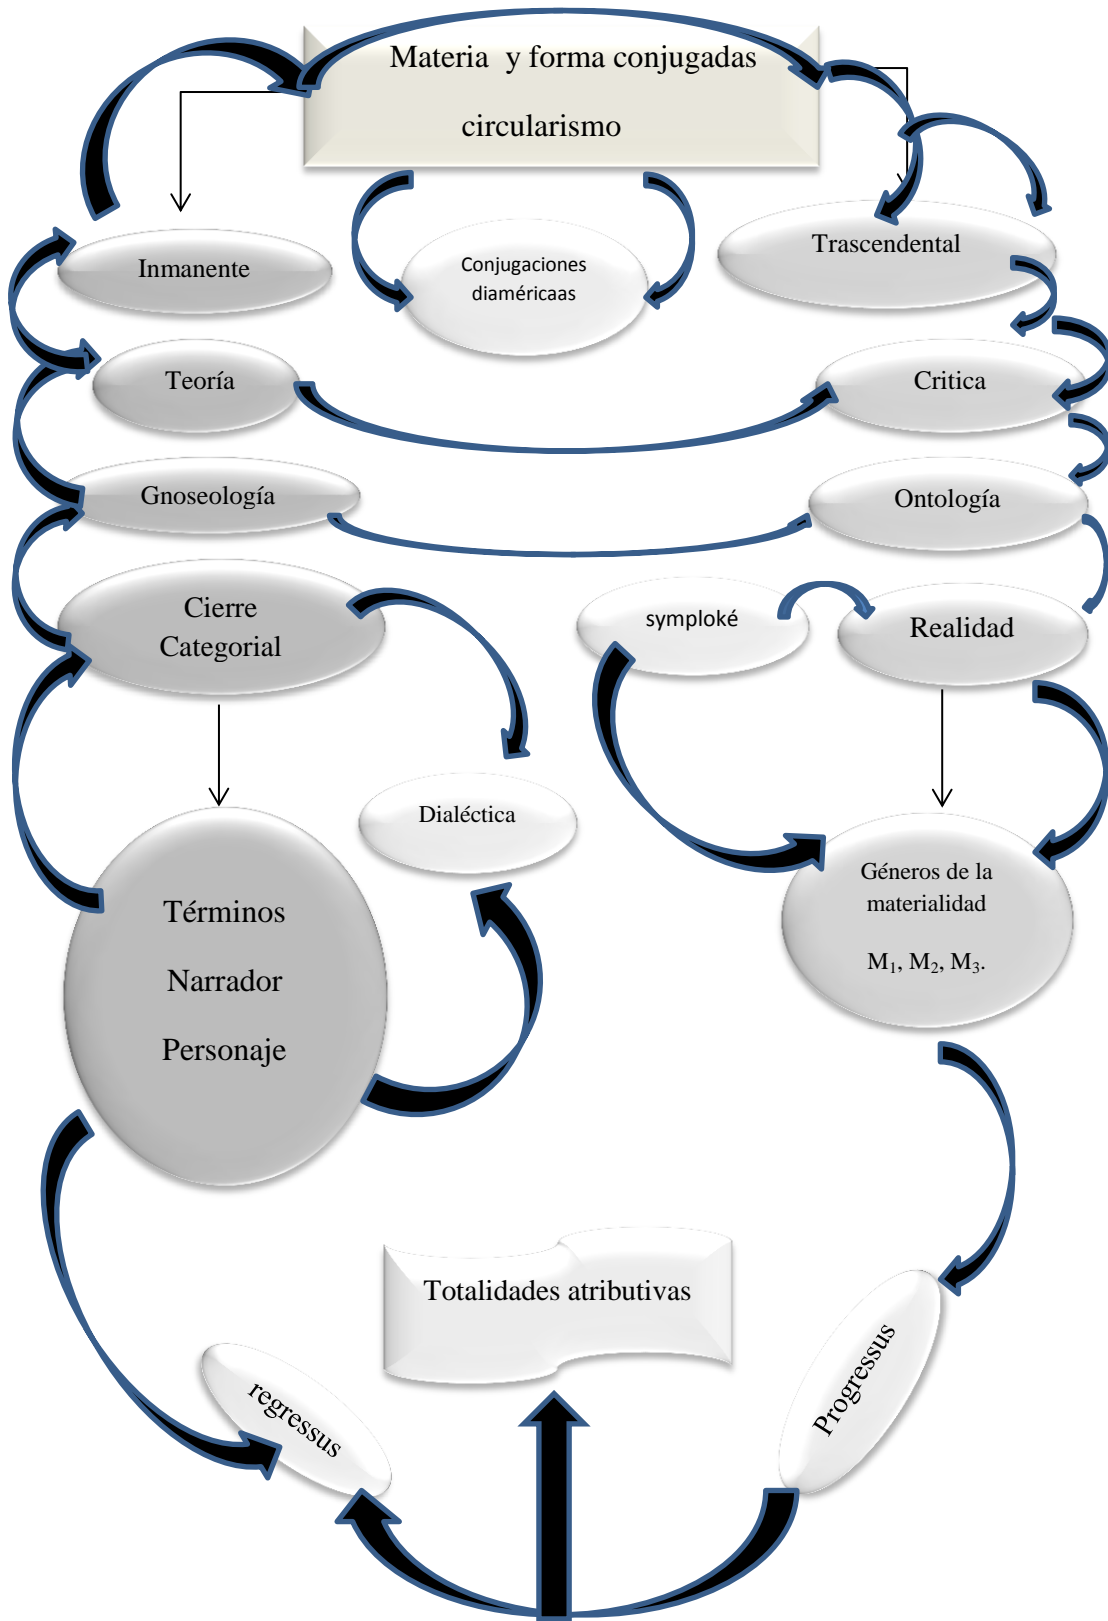 Materia y forma conjugadas
circularismo
Inmanente
Conjugaciones
diaméricaas
Trascendental
Teoría
Critica
Gnoseología
Ontología
Cierre
Categorial
symploké
Realidad
Dialéctica
Términos
Narrador
Personaje
Géneros de la
materialidad
M₁, M₂, M₃.
Totalidades atributivas
regressus
Progressus